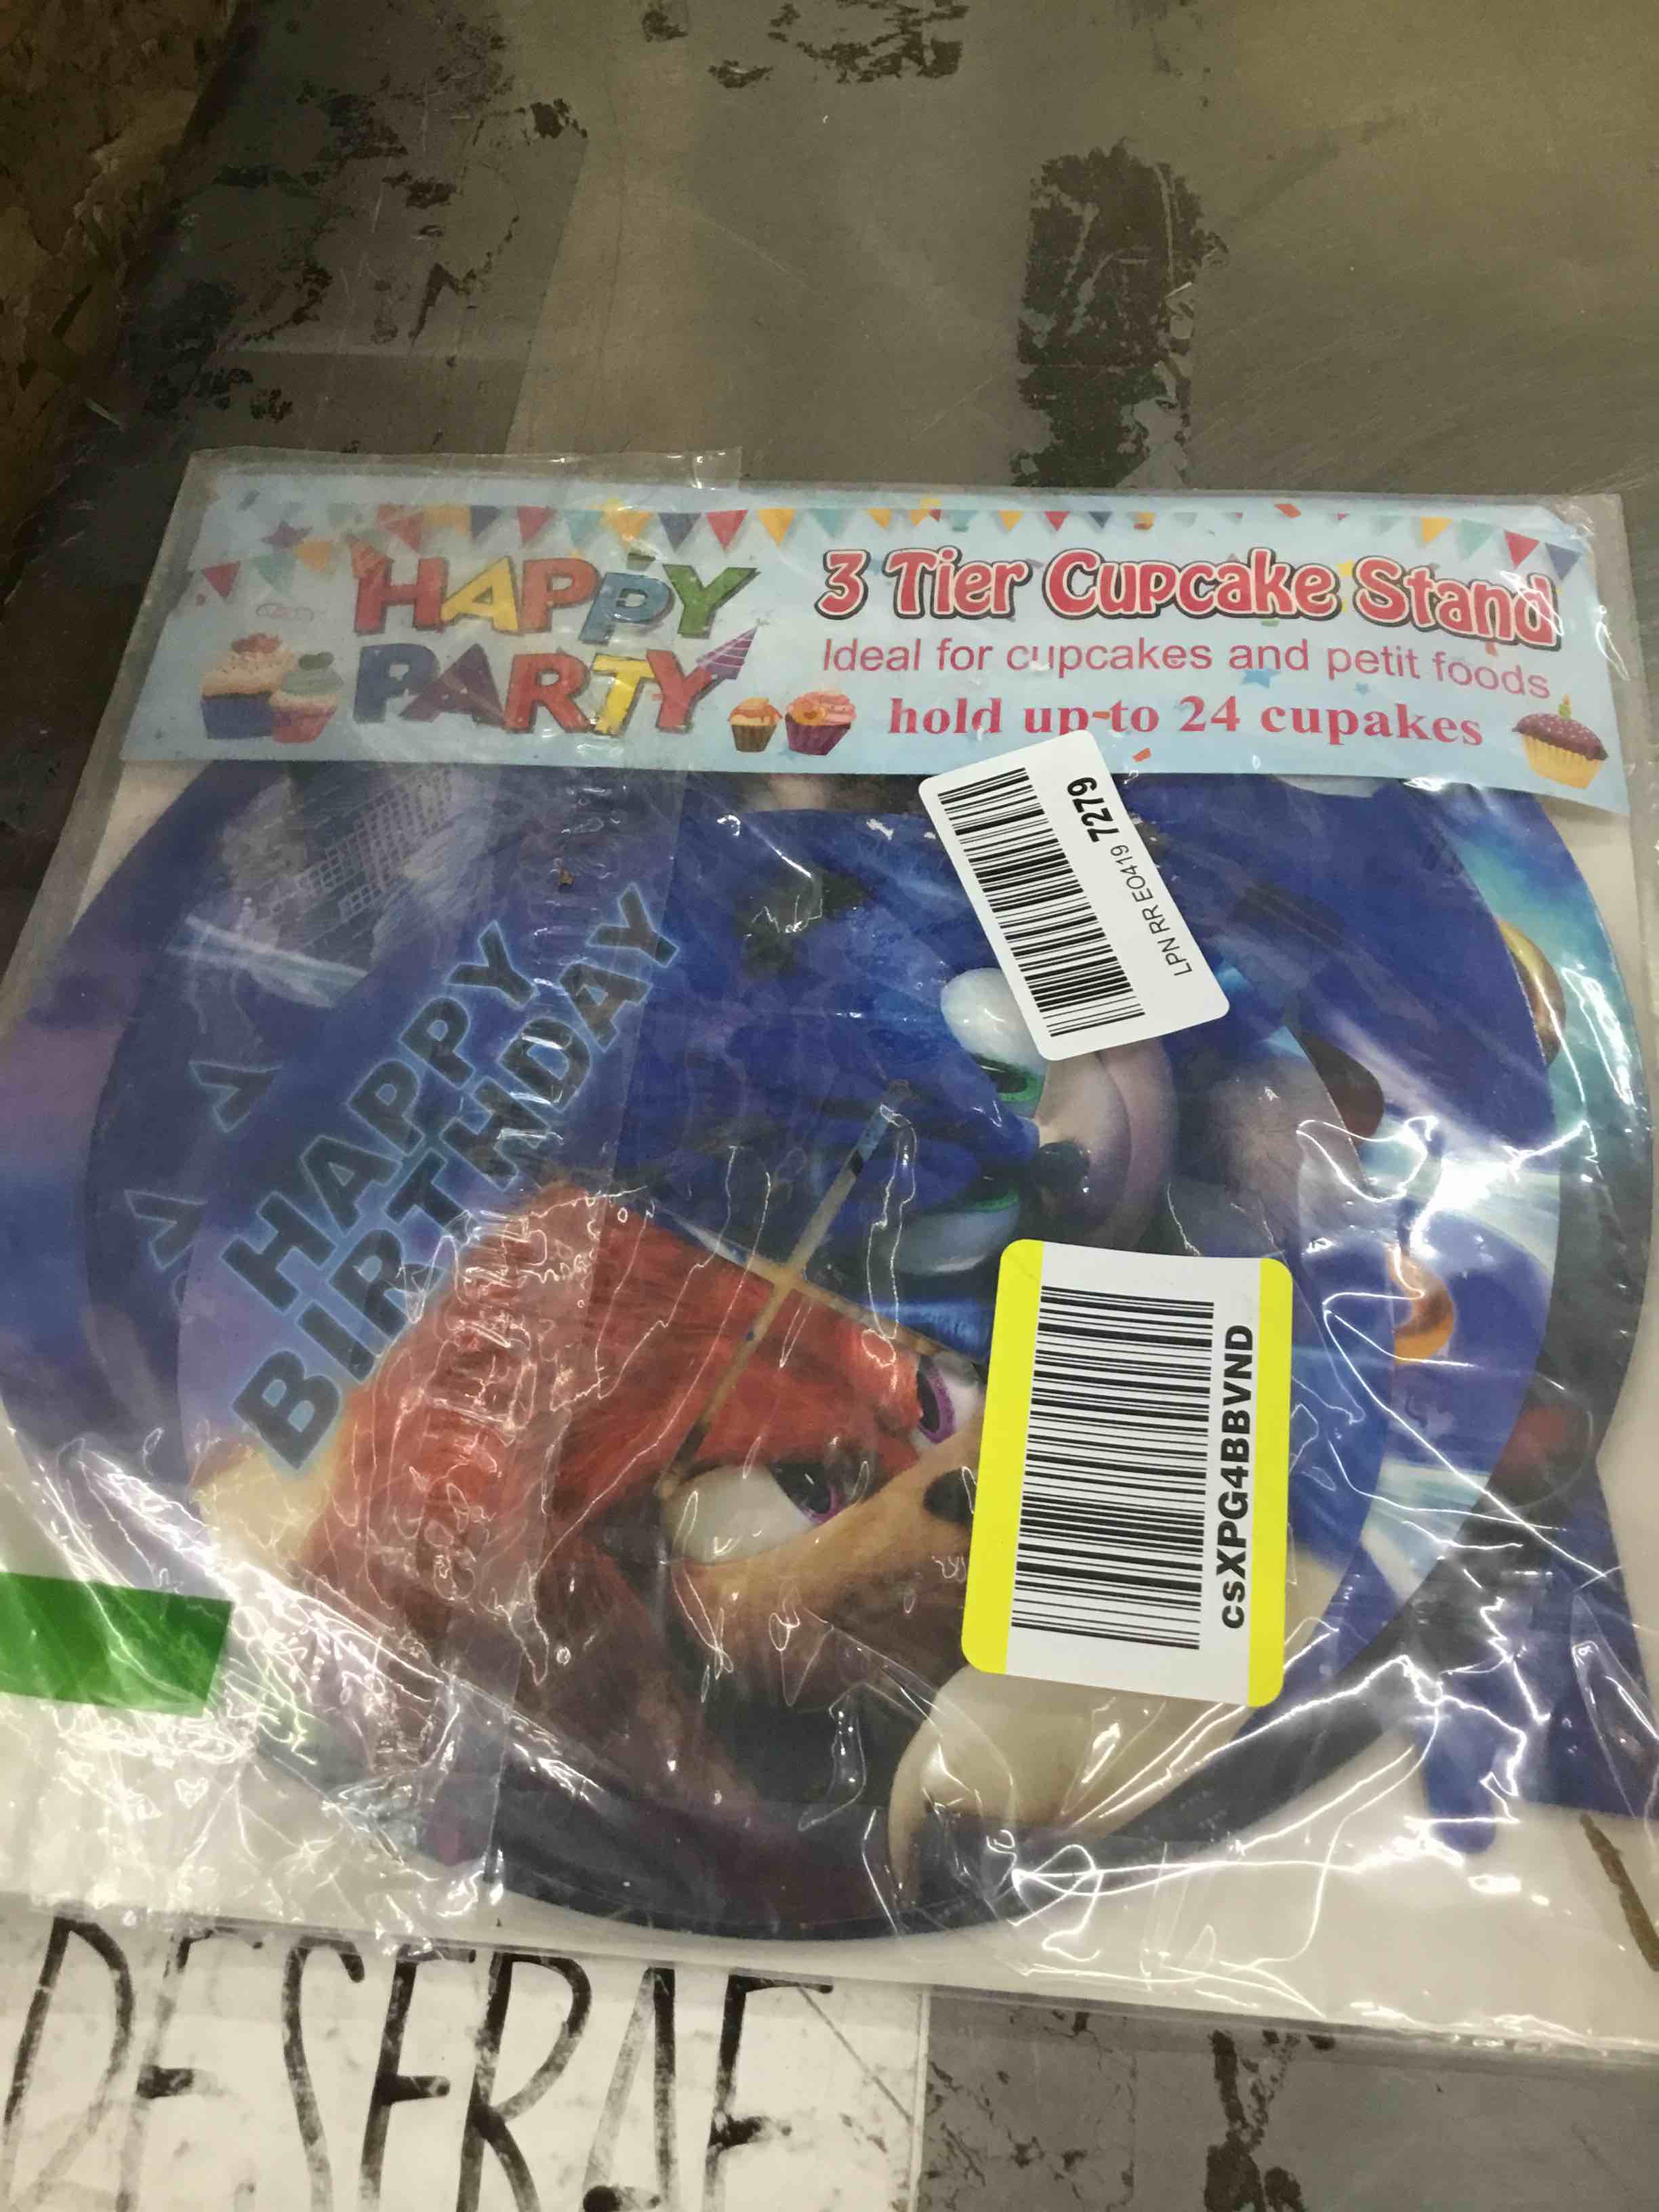 HAPPY
PARTY
3 Tier Cupcake Stand
Ideal for cupcakes and petit foods
hold up-to 24 cupakes
LPN RR EO419 7279
HAPPY
BIRTHDAY
csXPG4BBVND
DESERAE